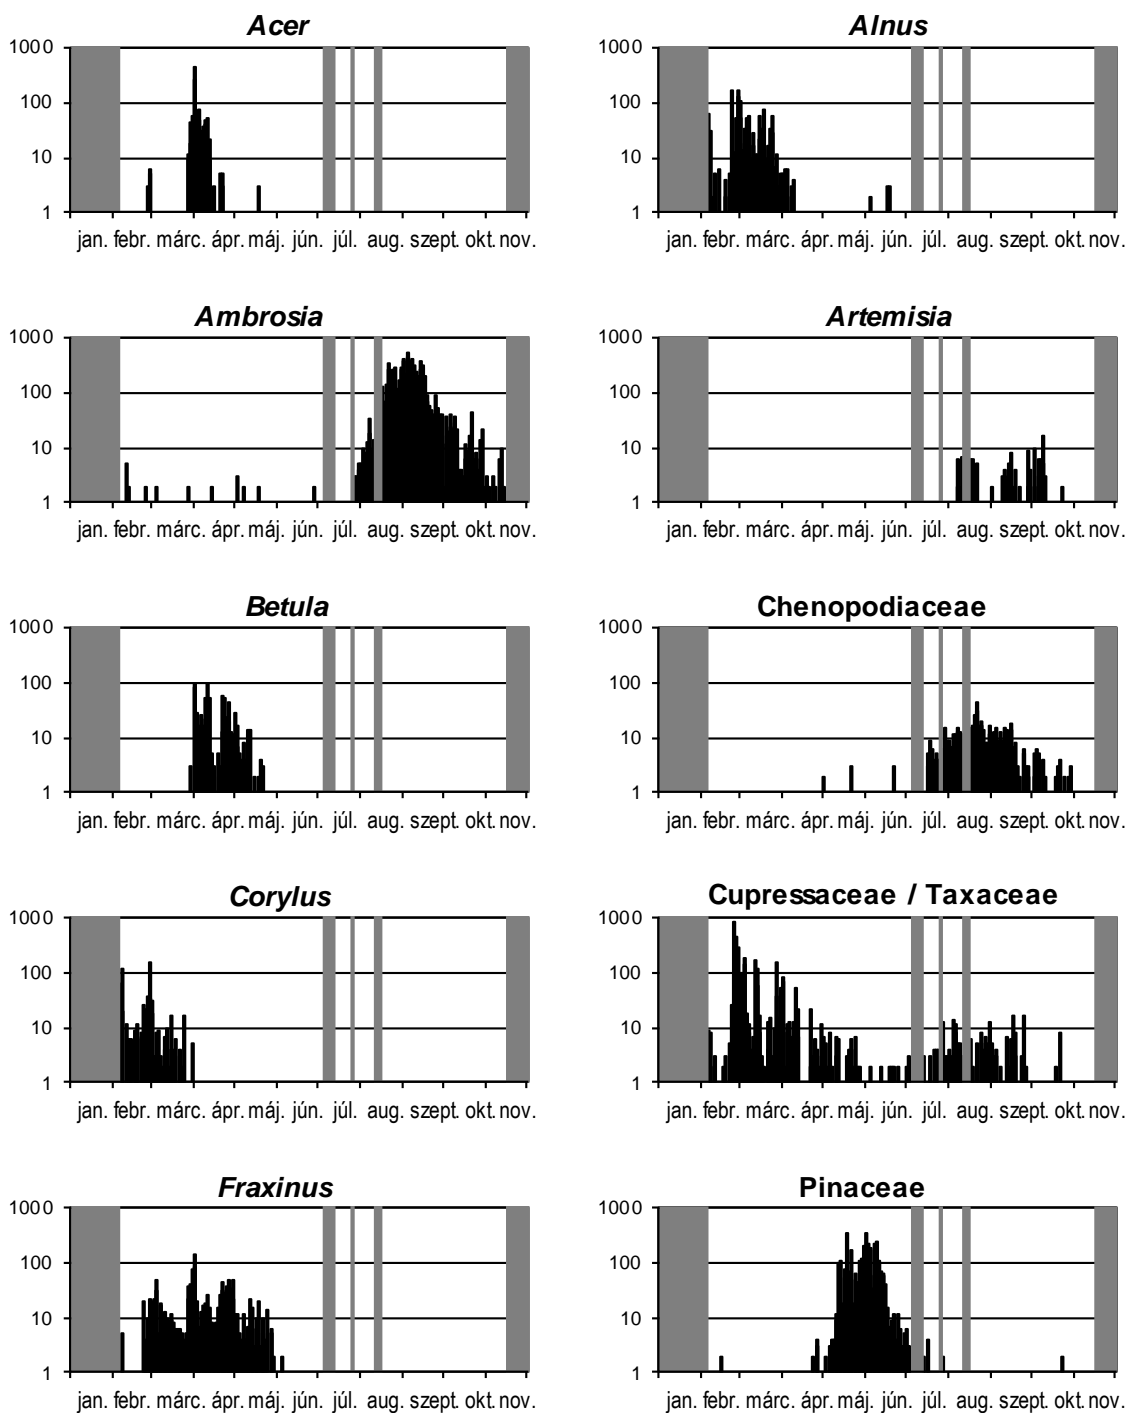 Acer
1000
100
10
1
jan. febr. márc. ápr. máj. jún. júl. aug. szept. okt. nov.
Alnus
1000
100
10
1
jan. febr. márc. ápr. máj. jún. júl. aug. szept. okt. nov.
Ambrosia
1000
100
10
1
jan. febr. márc. ápr. máj. jún. júl. aug. szept. okt. nov.
Artemisia
1000
100
10
1
jan. febr. márc. ápr. máj. jún. júl. aug. szept. okt. nov.
Betula
1000
100
10
1
jan. febr. márc. ápr. máj. jún. júl. aug. szept. okt. nov.
Chenopodiaceae
1000
100
10
1
jan. febr. márc. ápr. máj. jún. júl. aug. szept. okt. nov.
Corylus
1000
100
10
1
jan. febr. márc. ápr. máj. jún. júl. aug. szept. okt. nov.
Cupressaceae / Taxaceae
1000
100
10
1
jan. febr. márc. ápr. máj. jún. júl. aug. szept. okt. nov.
Fraxinus
1000
100
10
1
jan. febr. márc. ápr. máj. jún. júl. aug. szept. okt. nov.
Pinaceae
1000
100
10
1
jan. febr. márc. ápr. máj. jún. júl. aug. szept. okt. nov.